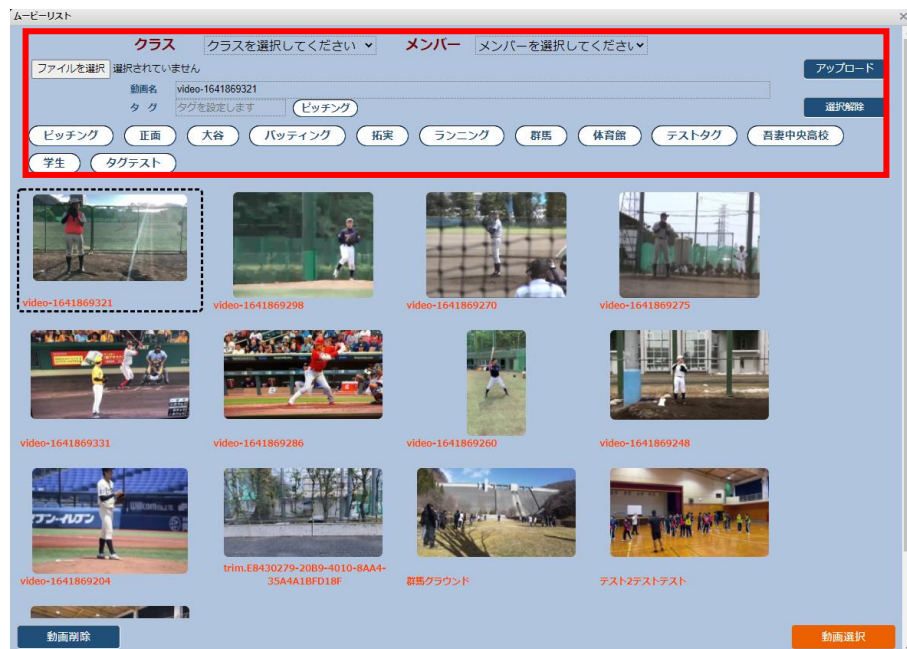 ムービーリスト ×
クラス クラスを選択してください メンバー メンバーを選択してください
ファイルを選択 選択されていません アップロード
動画名 video-1641869321
タグ タグを設定します ピッチング 選択解除
ピッチング 正面 大谷 バッティング 拓実 ランニング 群馬 体育館 テストタグ 吾妻中央高校
学生 タグテスト
video-1641869321 video-1641869298 video-1641869270 video-1641869275
video-1641869331 video-1641869286 video-1641869260 video-1641869248
video-1641869204 trim.E8430279-20B9-4010-8AA4-
35A4A1BFD18F 群馬グラウンド テスト2テストテスト
動画削除 動画選択